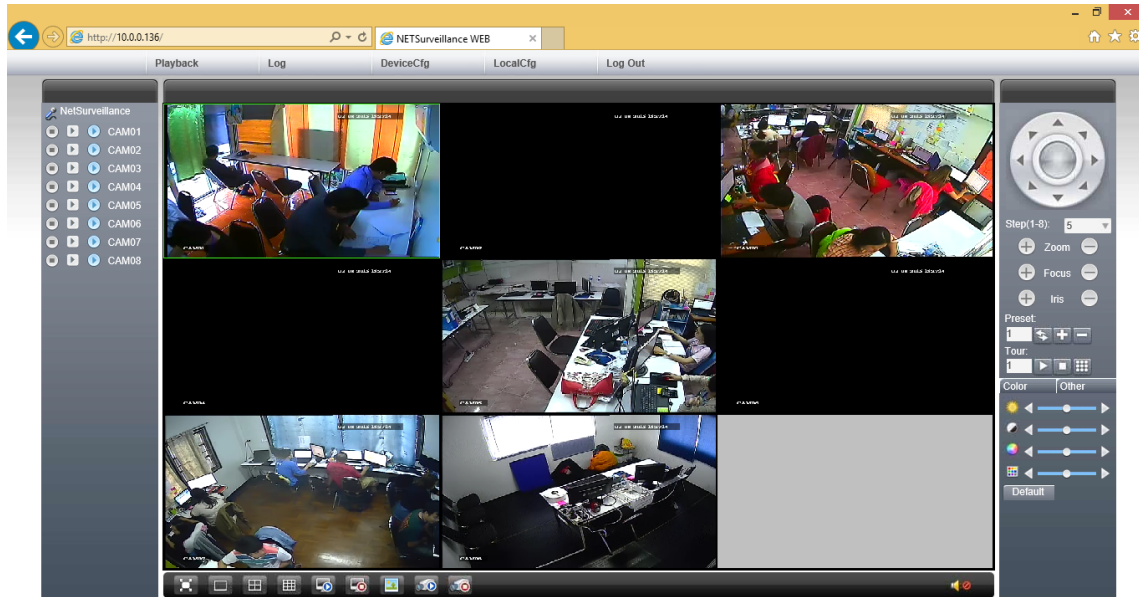 http://10.0.0.136/
NETSurveillance WEB
Playback Log DeviceCfg LocalCfg Log Out
NetSurveillance
CAM01
CAM02
CAM03
CAM04
CAM05
CAM06
CAM07
CAM08
Step(1-8): 5
Zoom
Focus
Iris
Preset:
1
Tour:
1
Color Other
Default